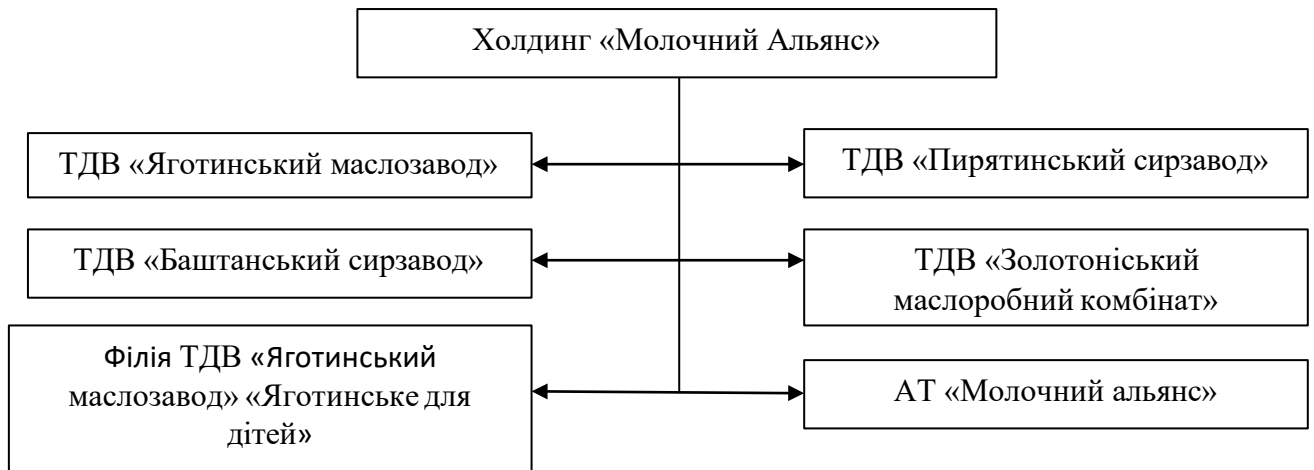 Холдинг «Молочний Альянс»
ТДВ «Яготинський маслозавод»
ТДВ «Пирятинський сирзавод»
ТДВ «Баштанський сирзавод»
ТДВ «Золотоніський
маслоробний комбінат»
Філія ТДВ «Яготинський
маслозавод» «Яготинське для
дітей»
АТ «Молочний альянс»